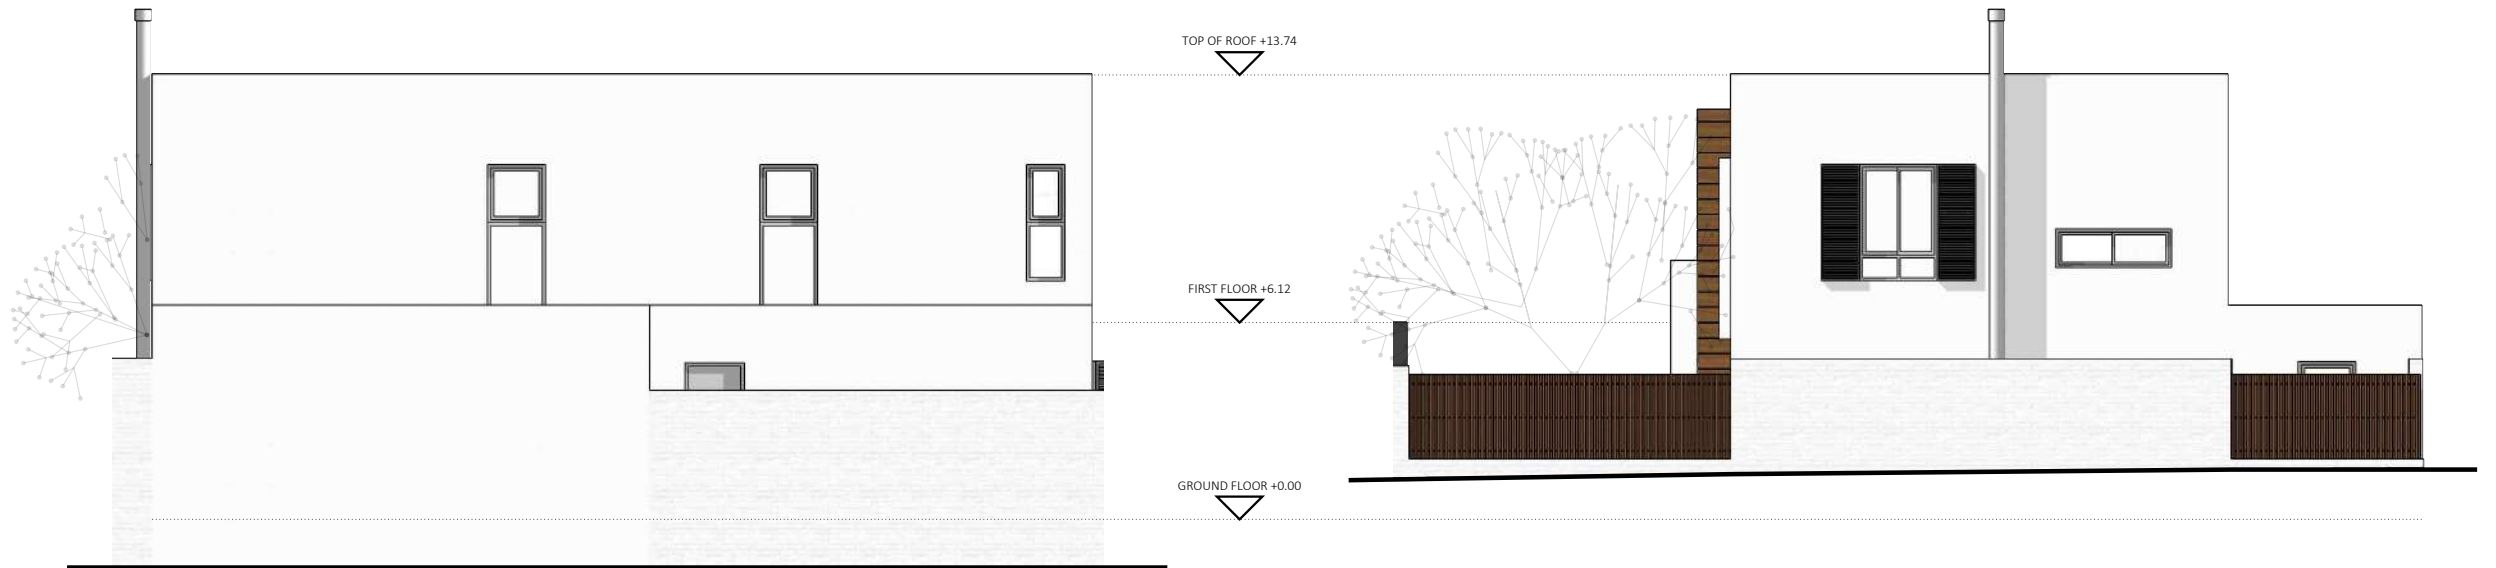 TOP OF ROOF +13.74
FIRST FLOOR +6.12
GROUND FLOOR +0.00